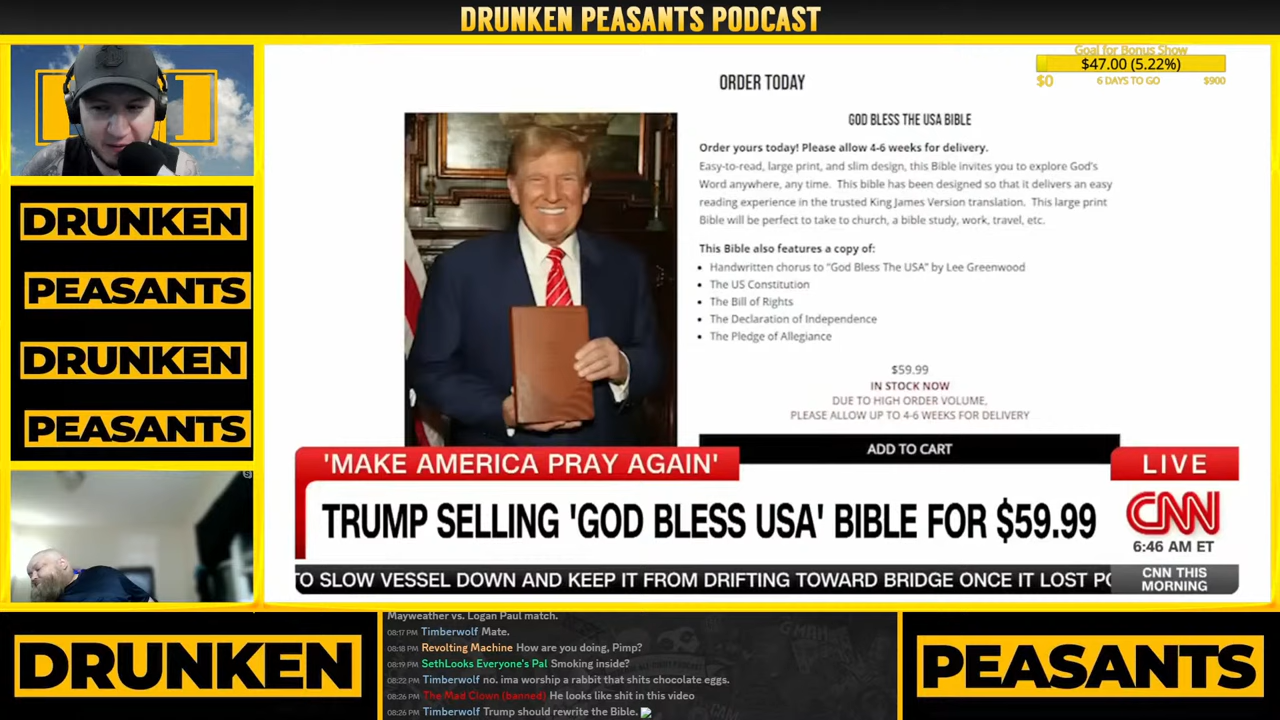 DRUNKEN PEASANTS PODCAST
DRUNKEN
PEASANTS
DRUNKEN
PEASANTS
ORDER TODAY
Goal for Bonus Show
$47.00 (5.22%)
$0
6 DAYS TO GO
$900
GOD BLESS THE USA BIBLE
Order yours today! Please allow 4-6 weeks for delivery.
Easy-to-read, large print, and slim design, this Bible invites you to explore God's
Word anywhere, any time. This bible has been designed so that it delivers an easy
reading experience in the trusted King James Version translation. This large print
Bible will be perfect to take to church, a bible study, work, travel, etc.
This Bible also features a copy of:
• Handwritten chorus to "God Bless The USA" by Lee Greenwood
• The US Constitution
• The Bill of Rights
• The Declaration of Independence
• The Pledge of Allegiance
$59.99
IN STOCK NOW
DUE TO HIGH ORDER VOLUME,
PLEASE ALLOW UP TO 4-6 WEEKS FOR DELIVERY
ADD TO CART
'MAKE AMERICA PRAY AGAIN'
LIVE
TRUMP SELLING 'GOD BLESS USA' BIBLE FOR $59.99
CNN
6:46 AM ET
TO SLOW VESSEL DOWN AND KEEP IT FROM DRIFTING TOWARD BRIDGE ONCE IT LOST
CNN THIS
MORNING
DRUNKEN
Mayweather vs. Logan Paul match.
08:17 PM Timberwolf Mate.
08:18 PM Revolting Machine How are you doing, Pimp?
08:19 PM SethLooks Everyone's Pal Smoking inside?
08:22 PM Timberwolf no. ima worship a rabbit that shits chocolate eggs.
08:26 PM The Mad Clown (banned) He looks like shit in this video
08:26 PM Timberwolf Trump should rewrite the Bible.
PEASANTS